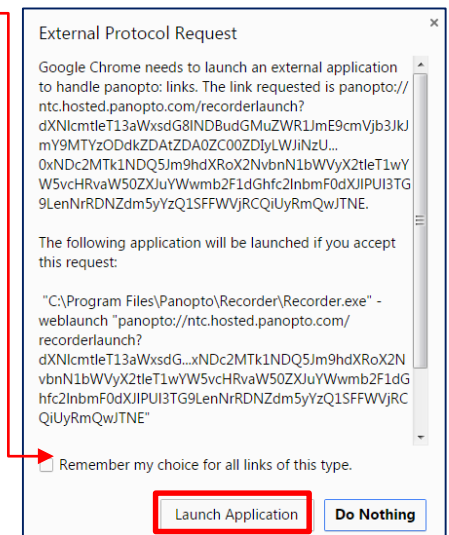 External Protocol Request
×
Google Chrome needs to launch an external application
to handle panopto: links. The link requested is panopto://
ntc.hosted.panopto.com/recorderlaunch?
dXNlcmtleT13aWxsdG8lNDBudGMuZWR1JmE9cmVjb3JkJ
mY9MTYzODdkZDAtZDA0ZC00ZDIyLWJiNzU...
0xNDc2MTk1NDQ5Jm9hdXRoX2NvbnN1bWVyX2tleT1wY
W5vcHRvaW50ZXJuYWwmb2F1dGhfc2lnbmF0dXJlPUl3TG
9LenNrRDNZdm5yYzQ1SFFWVjRCQiUyRmQwJTNE.
The following application will be launched if you accept
this request:
"C:\Program Files\Panopto\Recorder\Recorder.exe" -
weblaunch "panopto://ntc.hosted.panopto.com/
recorderlaunch?
dXNlcmtleT13aWxsdG...xNDc2MTk1NDQ5Jm9hdXRoX2N
vbnN1bWVyX2tleT1wYW5vcHRvaW50ZXJuYWwmb2F1dG
hfc2lnbmF0dXJlPUl3TG9LenNrRDNZdm5yYzQ1SFFWVjRC
QiUyRmQwJTNE"
Remember my choice for all links of this type.
Launch Application
Do Nothing